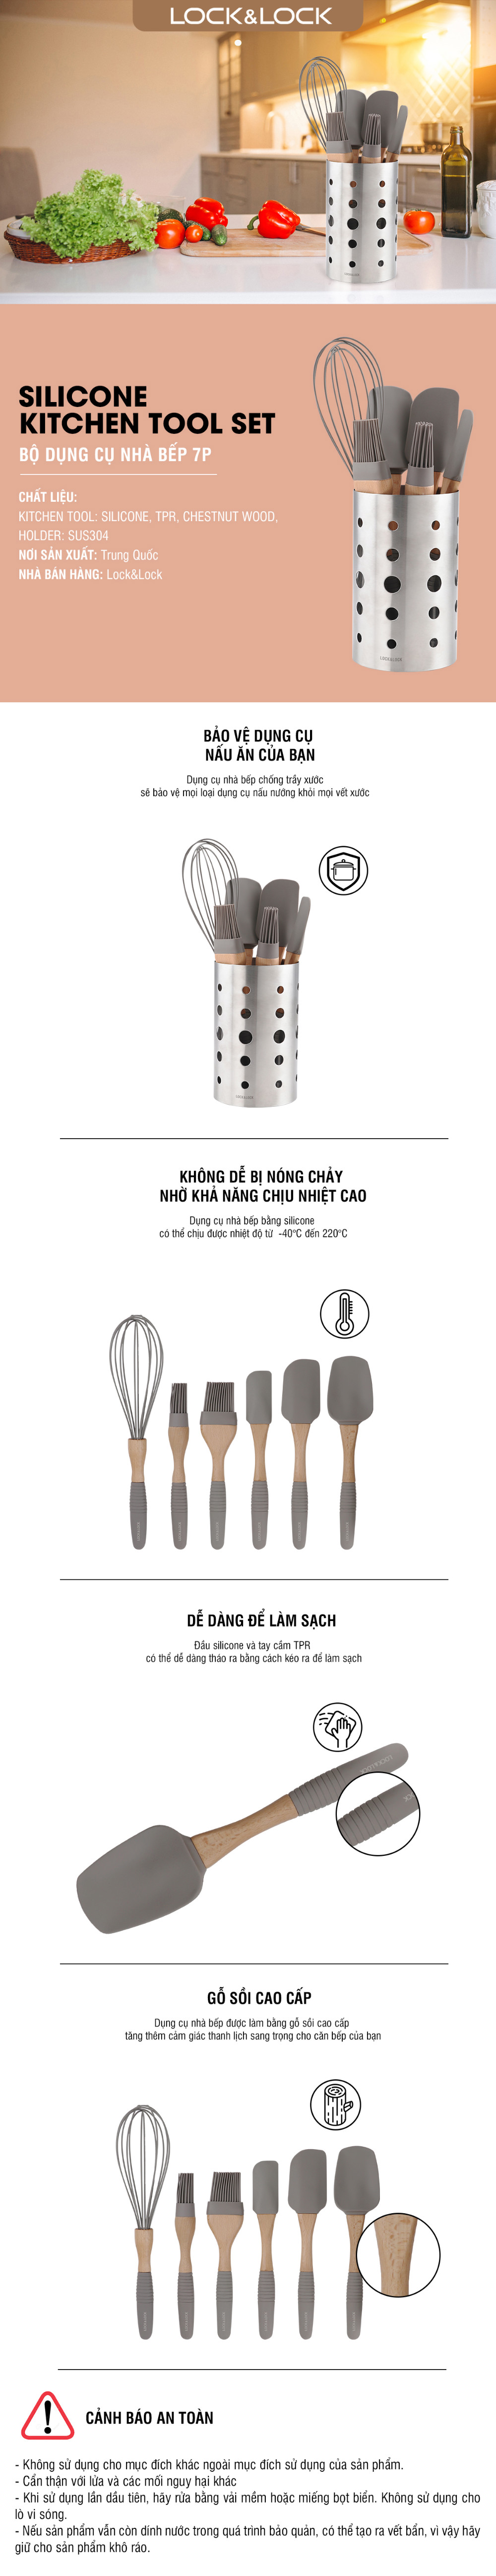 LOCK&LOCK
SILICONE
KITCHEN TOOL SET
BỘ DỤNG CỤ NHÀ BẾP 7P
CHẤT LIỆU:
KITCHEN TOOL: SILICONE, TPR, CHESTNUT WOOD,
HOLDER: SUS304
NƠI SẢN XUẤT: Trung Quốc
NHÀ BÁN HÀNG: Lock&Lock
LOCK&LOCK
BẢO VỆ DỤNG CỤ
NẤU ĂN CỦA BẠN
Dụng cụ nhà bếp chống trầy xước
sẽ bảo vệ mọi loại dụng cụ nấu nướng khỏi mọi vết xước
LOCK&LOCK
KHÔNG DỄ BỊ NÓNG CHẢY
NHỜ KHẢ NĂNG CHỊU NHIỆT CAO
Dụng cụ nhà bếp bằng silicone
có thể chịu được nhiệt độ từ -40°C đến 220°C
DỄ DÀNG ĐỂ LÀM SẠCH
Đầu silicone và tay cầm TPR
có thể dễ dàng tháo ra bằng cách kéo ra để làm sạch
LOCK&LOCK
GỖ SỒI CAO CẤP
Dụng cụ nhà bếp được làm bằng gỗ sồi cao cấp
tăng thêm cảm giác thanh lịch sang trọng cho căn bếp của bạn
CẢNH BÁO AN TOÀN
- Không sử dụng cho mục đích khác ngoài mục đích sử dụng của sản phẩm.
- Cẩn thận với lửa và các mối nguy hại khác
- Khi sử dụng lần đầu tiên, hãy rửa bằng vải mềm hoặc miếng bọt biển. Không sử dụng cho
lò vi sóng.
- Nếu sản phẩm vẫn còn dính nước trong quá trình bảo quản, có thể tạo ra vết bẩn, vì vậy hãy
giữ cho sản phẩm khô ráo.